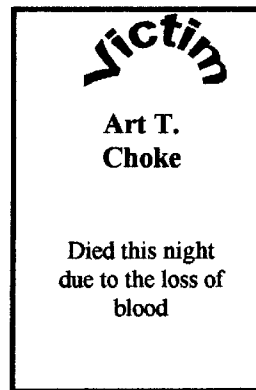 Victim
Art T.
Choke
Died this night
due to the loss of
blood